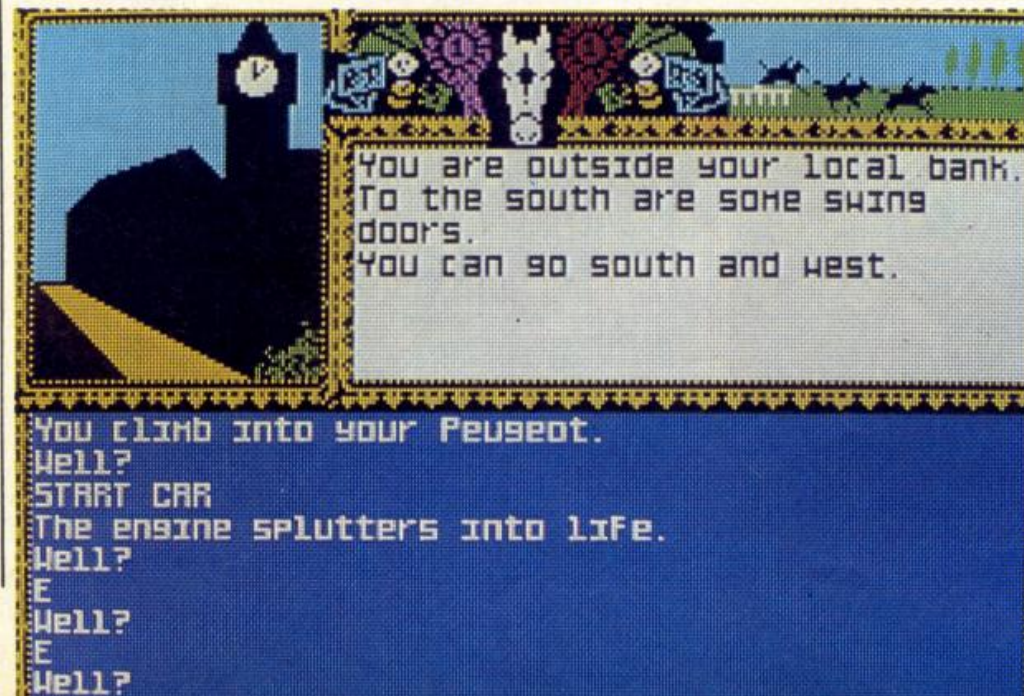 You are outside your local bank.
To the south are some swing
doors.
You can go south and west.
You climb into your Peugeot.
Well?
START CAR
The engine splutters into life.
Well?
E
Well?
E
Well?